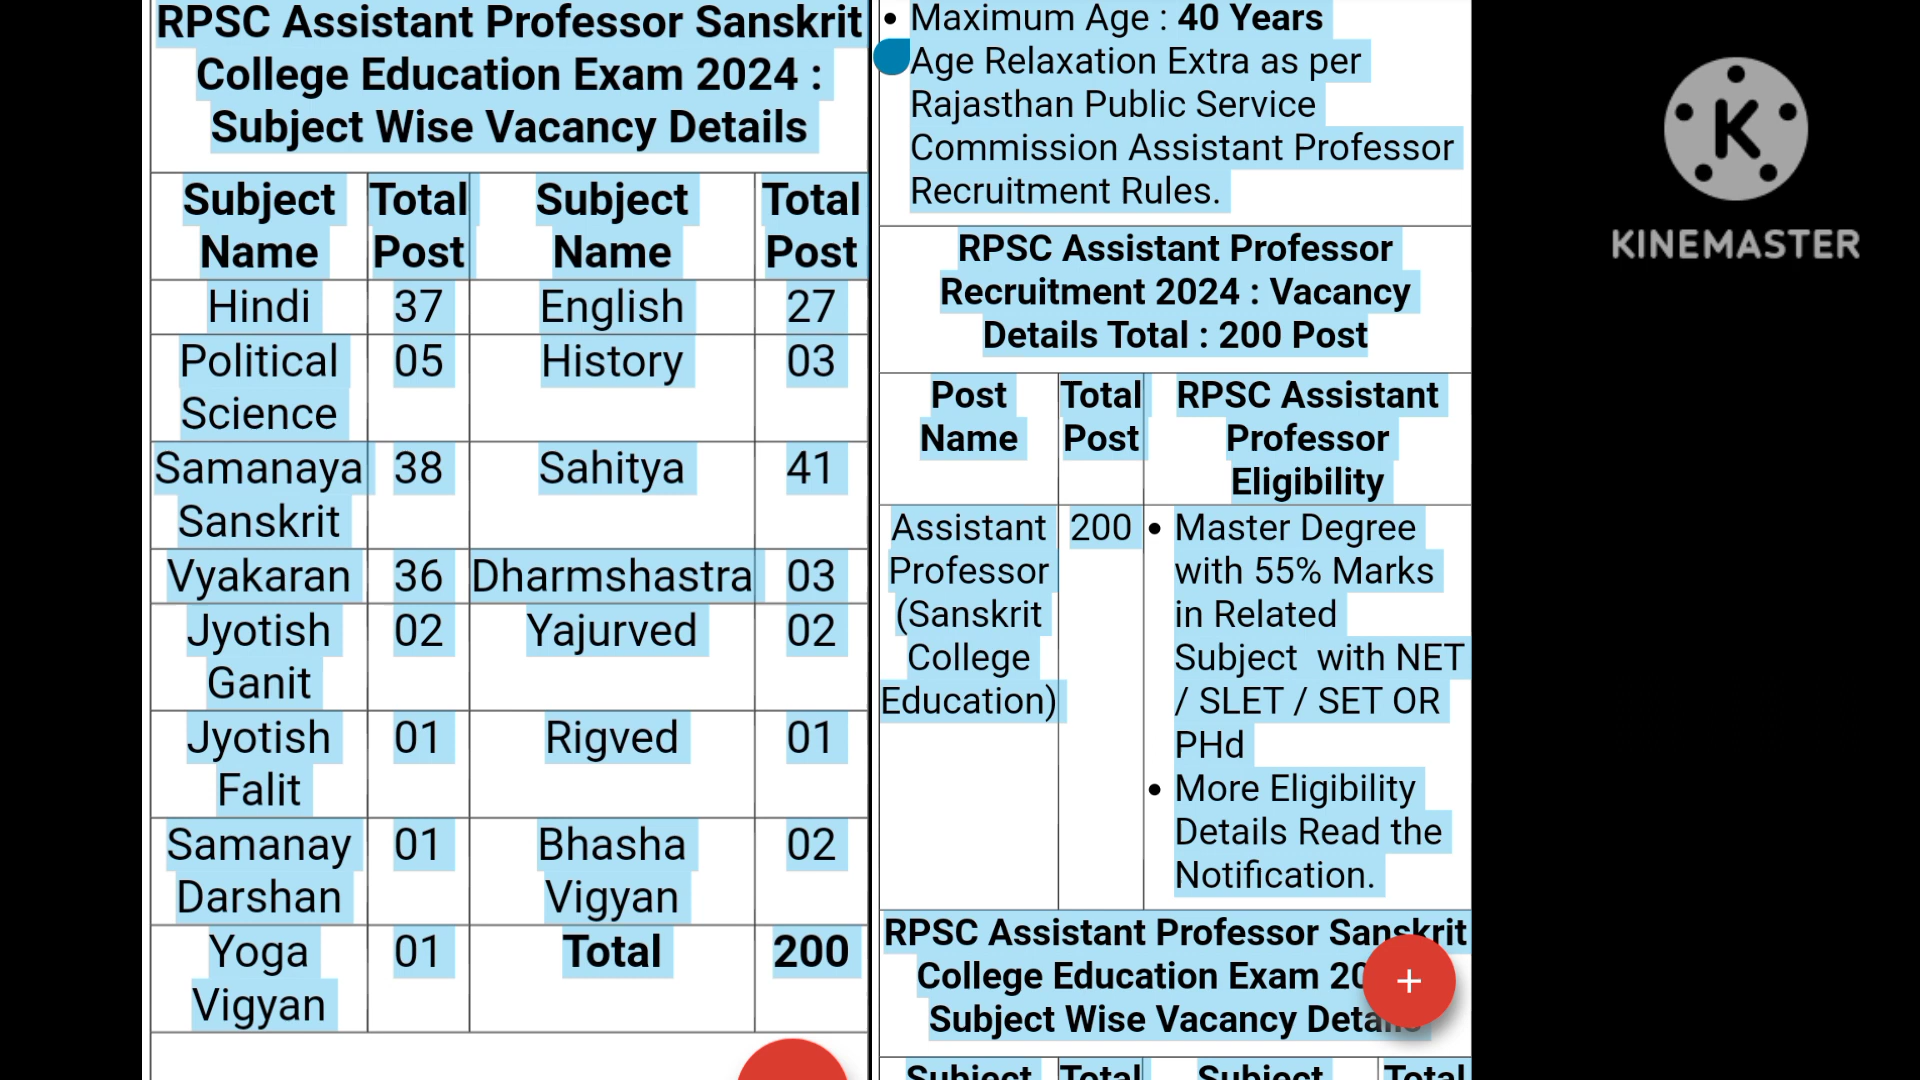 RPSC Assistant Professor Sanskrit
College Education Exam 2024 :
Subject Wise Vacancy Details
Subject Name | Total Post | Subject Name | Total Post
Hindi | 37 | English | 27
Political Science | 05 | History | 03
Samanaya Sanskrit | 38 | Sahitya | 41
Vyakaran | 36 | Dharmshastra | 03
Jyotish Ganit | 02 | Yajurved | 02
Jyotish Falit | 01 | Rigved | 01
Samanay Darshan | 01 | Bhasha Vigyan | 02
Yoga Vigyan | 01 | Total | 200
• Maximum Age : 40 Years
Age Relaxation Extra as per
Rajasthan Public Service
Commission Assistant Professor
Recruitment Rules.
RPSC Assistant Professor
Recruitment 2024 : Vacancy
Details Total : 200 Post
Post Name | Total Post | RPSC Assistant Professor Eligibility
Assistant
Professor
(Sanskrit
College
Education)
200
• Master Degree
with 55% Marks
in Related
Subject with NET
/ SLET / SET OR
PHd
• More Eligibility
Details Read the
Notification.
RPSC Assistant Professor Sanskrit
College Education Exam 20
Subject Wise Vacancy Details
Subject | Total | Subject | Total
K
KINEMASTER